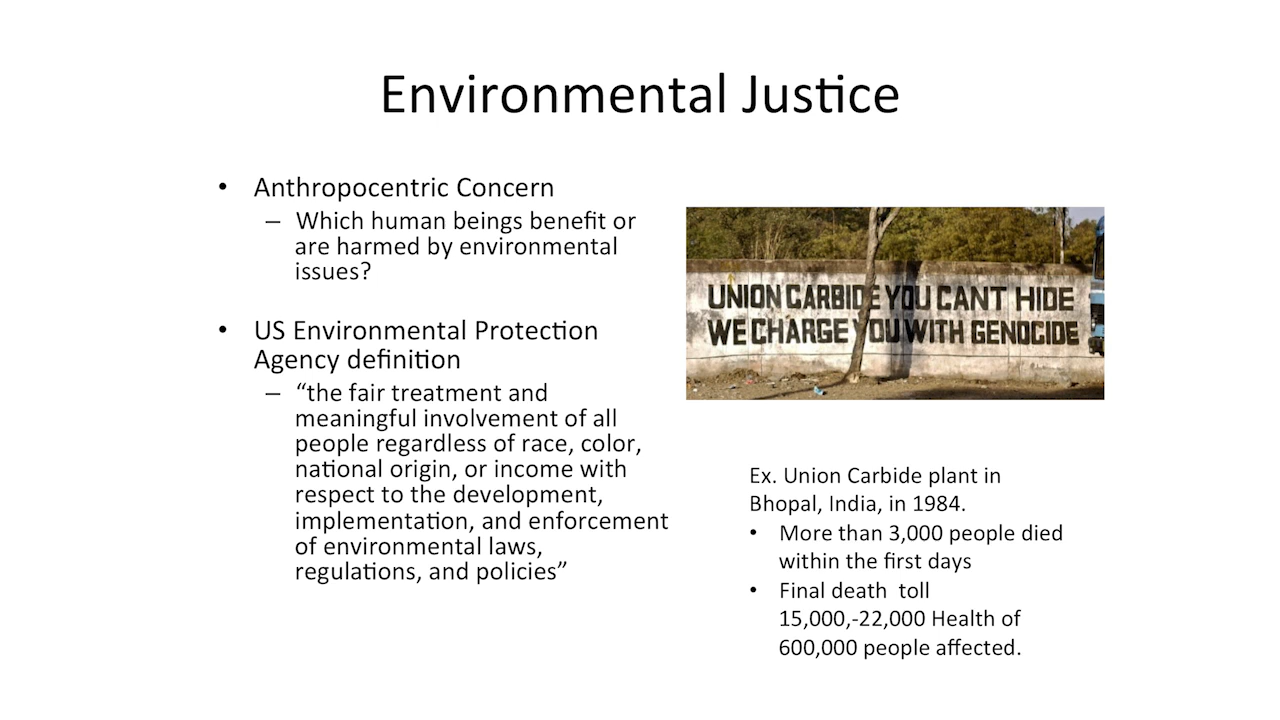 Environmental Justice
• Anthropocentric Concern
– Which human beings benefit or
are harmed by environmental
issues?
• US Environmental Protection
Agency definition
– “the fair treatment and
meaningful involvement of all
people regardless of race, color,
national origin, or income with
respect to the development,
implementation, and enforcement
of environmental laws,
regulations, and policies”
UNION CARBIDE YOU CANT HIDE
WE CHARGE YOU WITH GENOCIDE
Ex. Union Carbide plant in
Bhopal, India, in 1984.
• More than 3,000 people died
within the first days
• Final death  toll
15,000,-22,000 Health of
600,000 people affected.